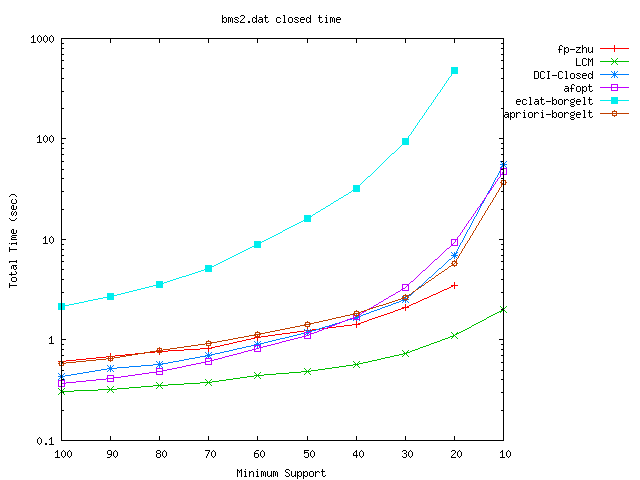 bms2.dat closed time
1000
100
10
1
0.1
Total Time (sec)
100 90 80 70 60 50 40 30 20 10
Minimum Support
fp-zhu
LCM
DCI-Closed
afopt
eclat-borgelt
apriori-borgelt